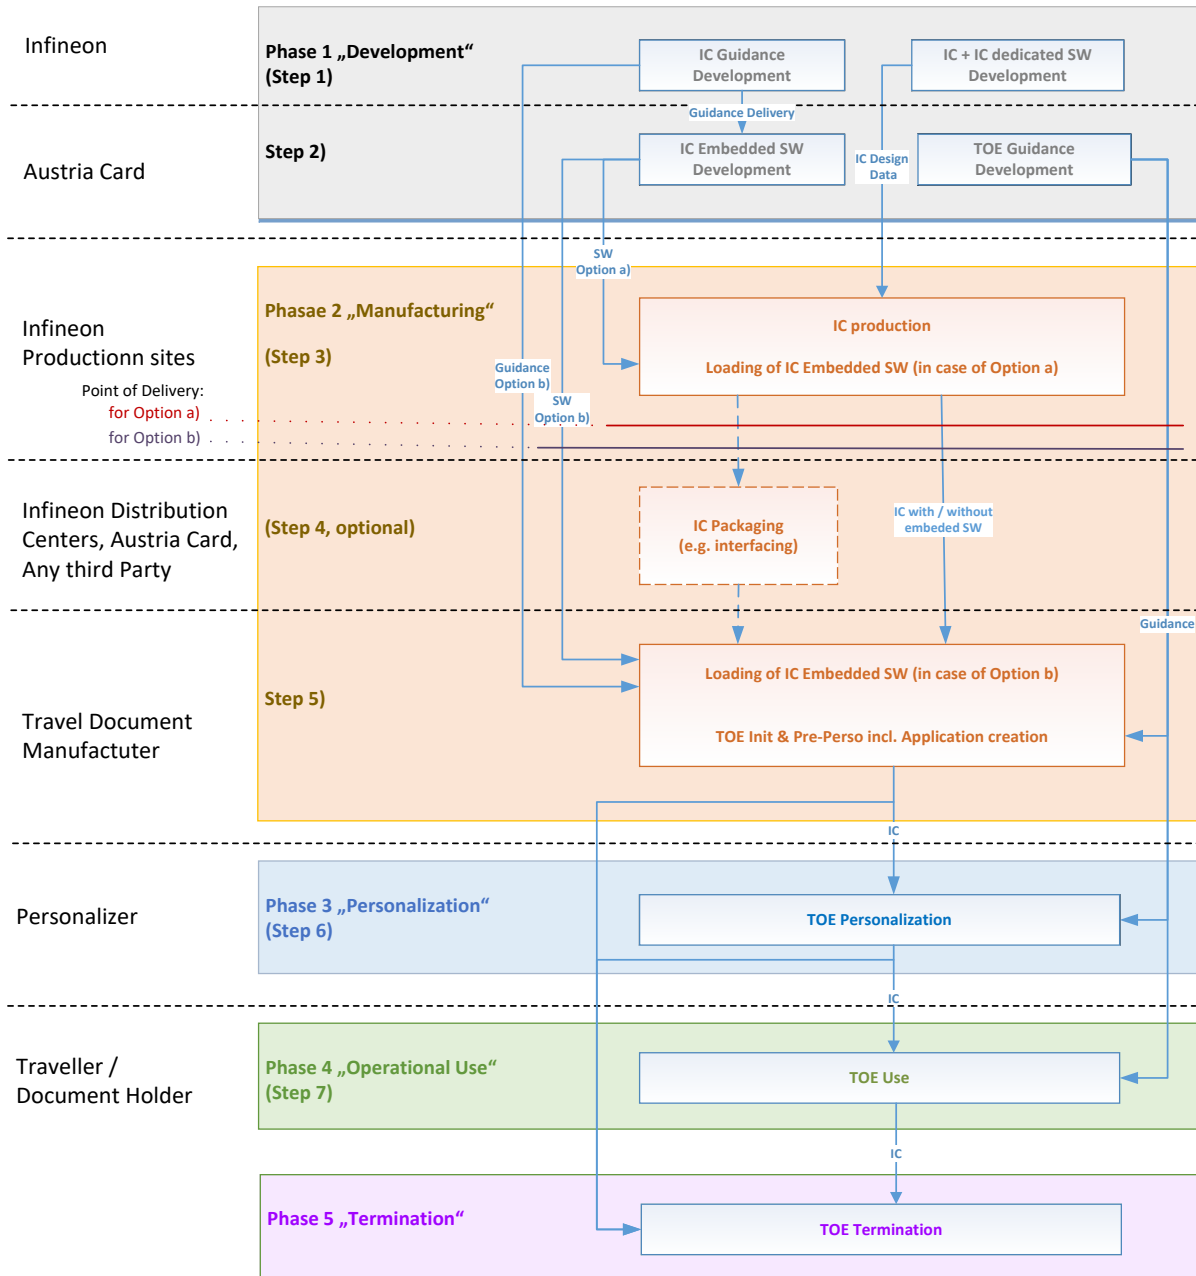 Infineon
Phase 1 „Development“
(Step 1)
IC Guidance
Development
IC + IC dedicated SW
Development
Guidance Delivery
Austria Card
Step 2)
IC Embedded SW
Development
IC Design
Data
TOE Guidance
Development
SW
Option a)
Infineon
Productionn sites
Phasae 2 „Manufacturing“
(Step 3)
IC production
Loading of IC Embedded SW (in case of Option a)
Guidance
Option b)
SW
Option b)
Point of Delivery:
for Option a)
for Option b)
Infineon Distribution
Centers, Austria Card,
Any third Party
(Step 4, optional)
IC Packaging
(e.g. interfacing)
IC with / without
embeded SW
Guidance
Travel Document
Manufactuter
Step 5)
Loading of IC Embedded SW (in case of Option b)
TOE Init & Pre-Perso incl. Application creation
IC
Personalizer
Phase 3 „Personalization“
(Step 6)
TOE Personalization
IC
Traveller /
Document Holder
Phase 4 „Operational Use“
(Step 7)
TOE Use
IC
Phase 5 „Termination“
TOE Termination